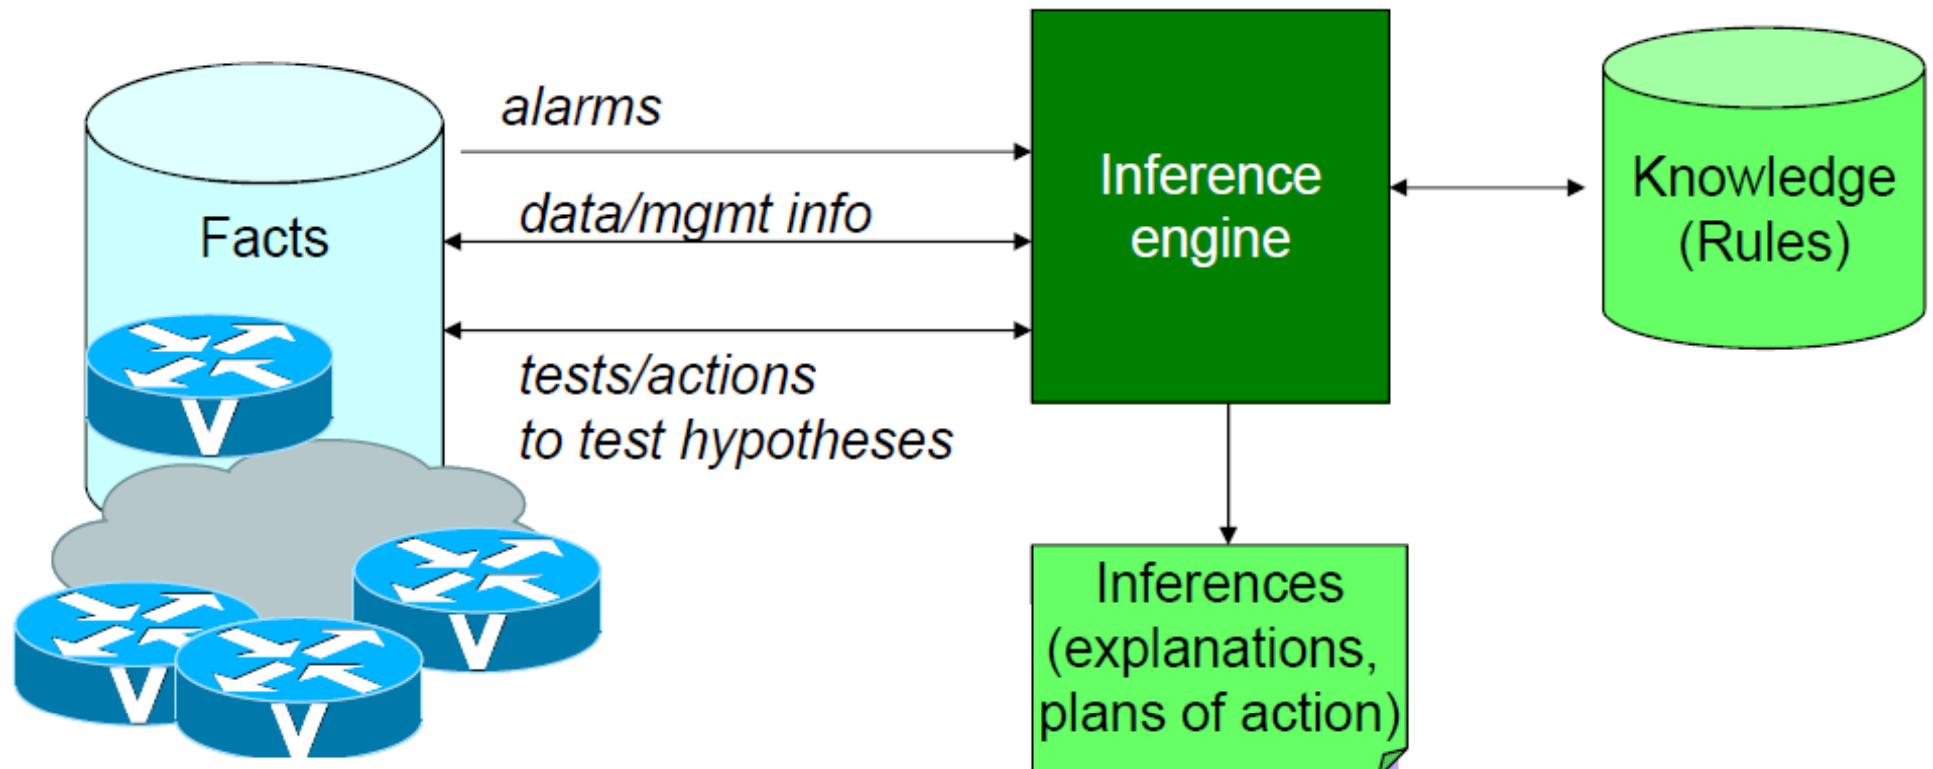 alarms
Facts
data/mgmt info
tests/actions
to test hypotheses
Inference
engine
Knowledge
(Rules)
V
V
V
V
Inferences
(explanations,
plans of action)